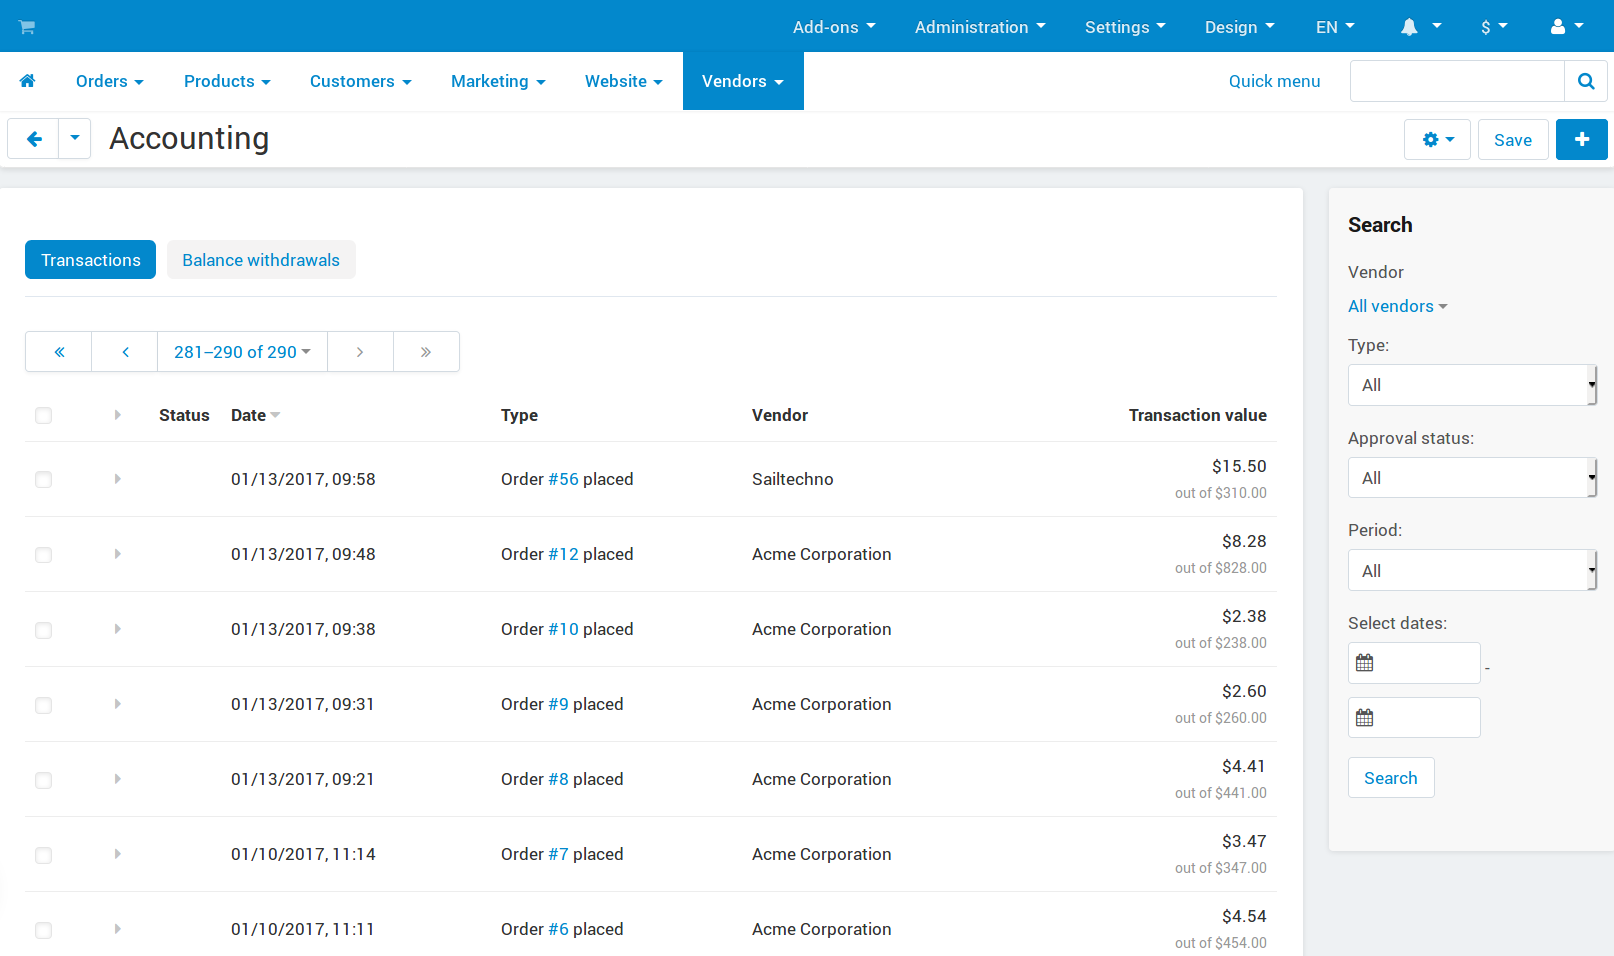 Add-ons Administration Settings Design EN $
Orders Products Customers Marketing Website Vendors Quick menu
Accounting Save
Transactions Balance withdrawals
« ‹ 281–290 of 290 › »
Status Date Type Vendor Transaction value
01/13/2017, 09:58 Order #56 placed Sailtechno $15.50
out of $310.00
01/13/2017, 09:48 Order #12 placed Acme Corporation $8.28
out of $828.00
01/13/2017, 09:38 Order #10 placed Acme Corporation $2.38
out of $238.00
01/13/2017, 09:31 Order #9 placed Acme Corporation $2.60
out of $260.00
01/13/2017, 09:21 Order #8 placed Acme Corporation $4.41
out of $441.00
01/10/2017, 11:14 Order #7 placed Acme Corporation $3.47
out of $347.00
01/10/2017, 11:11 Order #6 placed Acme Corporation $4.54
out of $454.00
Search
Vendor
All vendors
Type:
All
Approval status:
All
Period:
All
Select dates:
-
Search